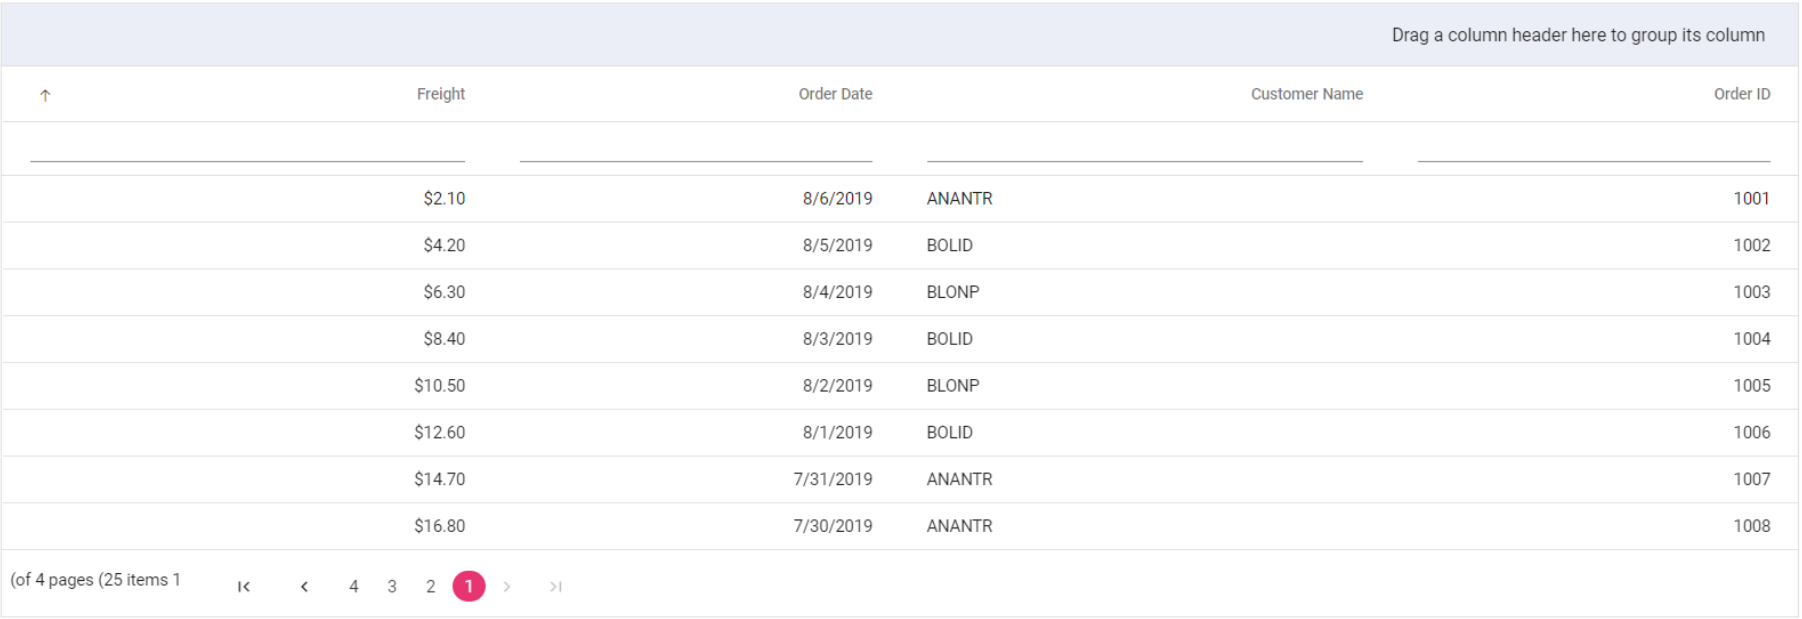 Drag a column header here to group its column
Freight Order Date Customer Name Order ID
$2.10 8/6/2019 ANANTR 1001
$4.20 8/5/2019 BOLID 1002
$6.30 8/4/2019 BLONP 1003
$8.40 8/3/2019 BOLID 1004
$10.50 8/2/2019 BLONP 1005
$12.60 8/1/2019 BOLID 1006
$14.70 7/31/2019 ANANTR 1007
$16.80 7/30/2019 ANANTR 1008
(of 4 pages (25 items 1 4 3 2 1